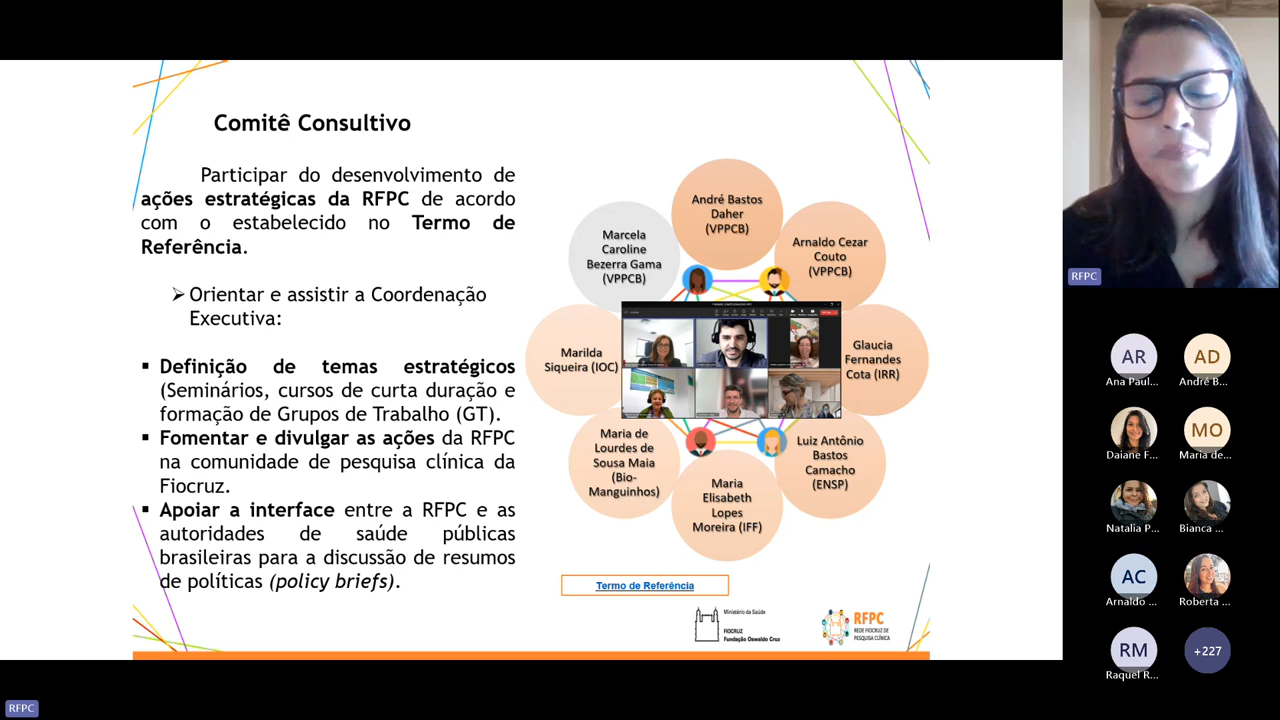 Comitê Consultivo
Participar do desenvolvimento de
ações estratégicas da RFPC de acordo
com o estabelecido no Termo de
Referência.
➢ Orientar e assistir a Coordenação
Executiva:
▪ Definição de temas estratégicos
(Seminários, cursos de curta duração e
formação de Grupos de Trabalho (GT).
▪ Fomentar e divulgar as ações da RFPC
na comunidade de pesquisa clínica da
Fiocruz.
▪ Apoiar a interface entre a RFPC e as
autoridades de saúde públicas
brasileiras para a discussão de resumos
de políticas (policy briefs).
André Bastos
Daher
(VPPCB)
Arnaldo Cezar
Couto
(VPPCB)
Glaucia
Fernandes
Cota (IRR)
Luiz Antônio
Bastos
Camacho
(ENSP)
Maria
Elisabeth
Lopes
Moreira (IFF)
Maria de
Lourdes de
Sousa Maia
(Bio-
Manguinhos)
Marilda
Siqueira (IOC)
Marcela
Caroline
Bezerra Gama
(VPPCB)
Termo de Referência
Ministério da Saúde
FIOCRUZ
Fundação Oswaldo Cruz
RFPC
REDE FIOCRUZ DE
PESQUISA CLÍNICA
RFPC
RFPC
AR
Ana Paul...
AD
André B...
Daiane F...
MO
Maria de...
Natalia P...
Bianca ...
AC
Arnaldo ...
Roberta ...
RM
Raquel R...
+227